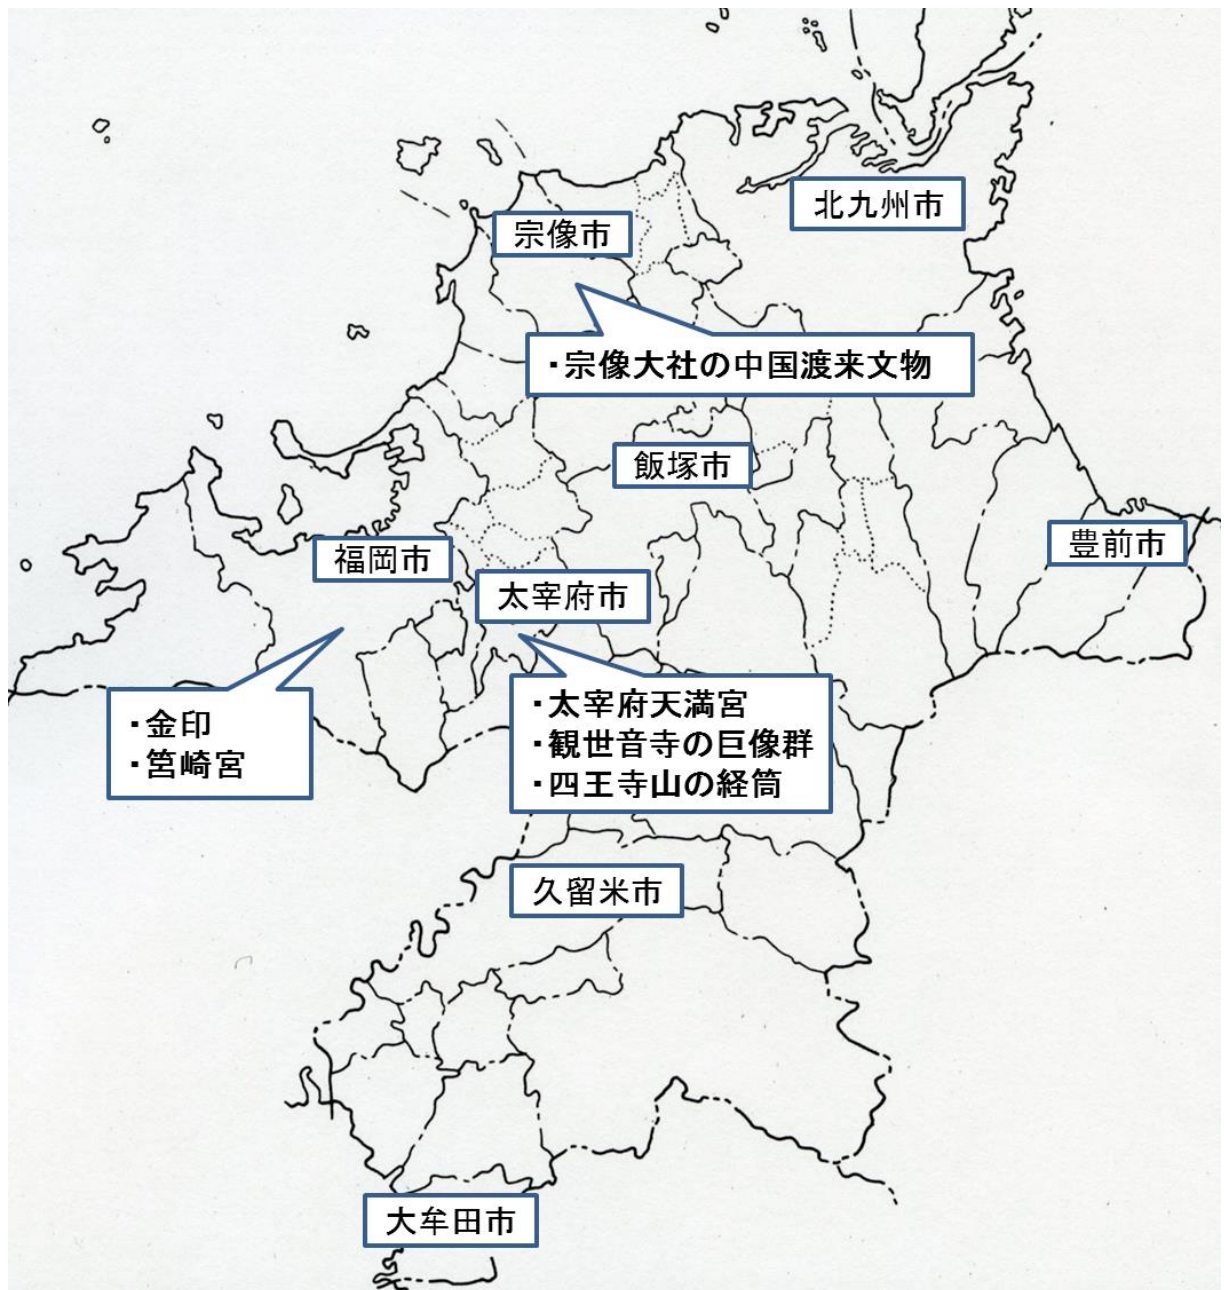 北九州市
宗像市
・宗像大社の中国渡来文物
飯塚市
豊前市
福岡市
太宰府市
・金印
・筥崎宮
・太宰府天満宮
・観世音寺の巨像群
・四王寺山の経筒
久留米市
大牟田市